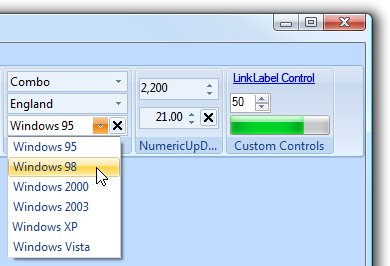 Combo
England
Windows 95
2,200
21.00
NumericUpD...
LinkLabel Control
50
Custom Controls
Windows 95
Windows 98
Windows 2000
Windows 2003
Windows XP
Windows Vista